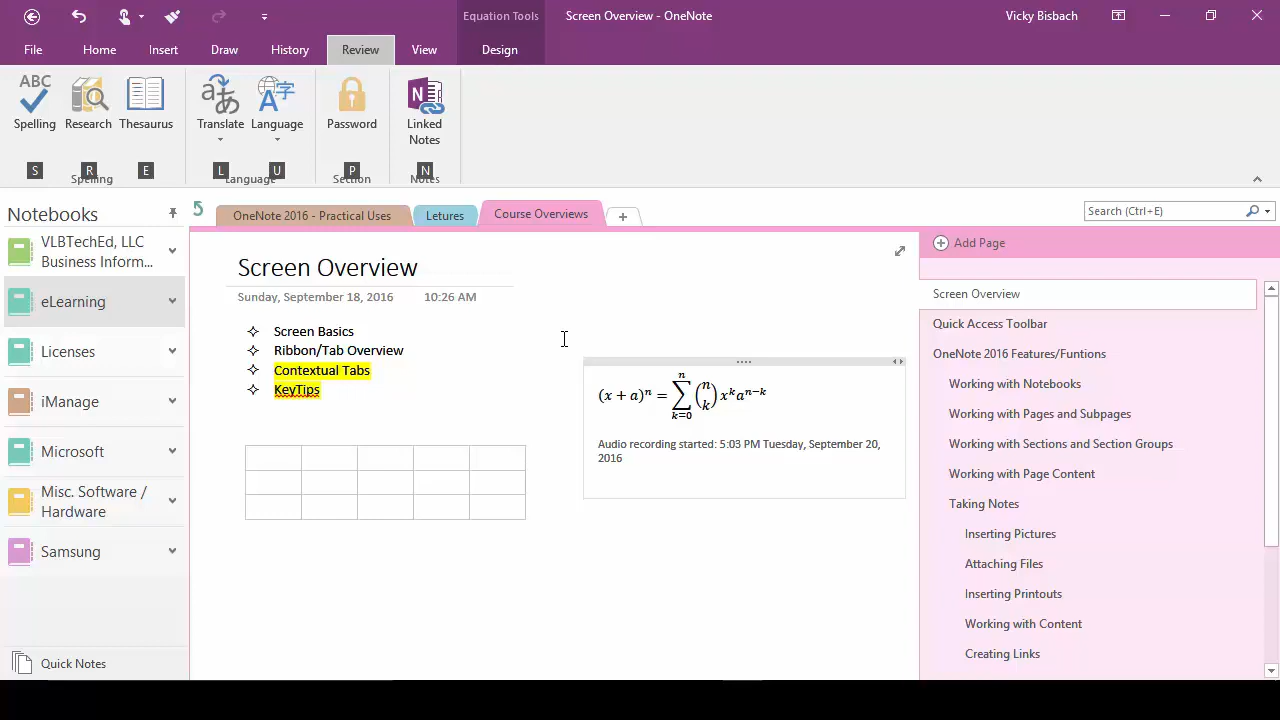 Equation Tools
Screen Overview - OneNote
Vicky Bisbach
File
Home
Insert
Draw
History
Review
View
Design
ABC
Spelling
Research
Thesaurus
Translate
Language
Password
Linked
Notes
S
R
E
L
U
P
N
Spelling
Language
Section
Notes
Notebooks
VLBTechEd, LLC
Business Inform...
eLearning
Licenses
iManage
Microsoft
Misc. Software /
Hardware
Samsung
Quick Notes
OneNote 2016 - Practical Uses
Letures
Course Overviews
Search (Ctrl+E)
Screen Overview
Sunday, September 18, 2016 10:26 AM
Screen Basics
Ribbon/Tab Overview
Contextual Tabs
KeyTips
(x + a)ⁿ = ∑ₖ₌₀ⁿ (n k) xᵏaⁿ⁻ᵏ
Audio recording started: 5:03 PM Tuesday, September 20,
2016
Add Page
Screen Overview
Quick Access Toolbar
OneNote 2016 Features/Funtions
Working with Notebooks
Working with Pages and Subpages
Working with Sections and Section Groups
Working with Page Content
Taking Notes
Inserting Pictures
Attaching Files
Inserting Printouts
Working with Content
Creating Links